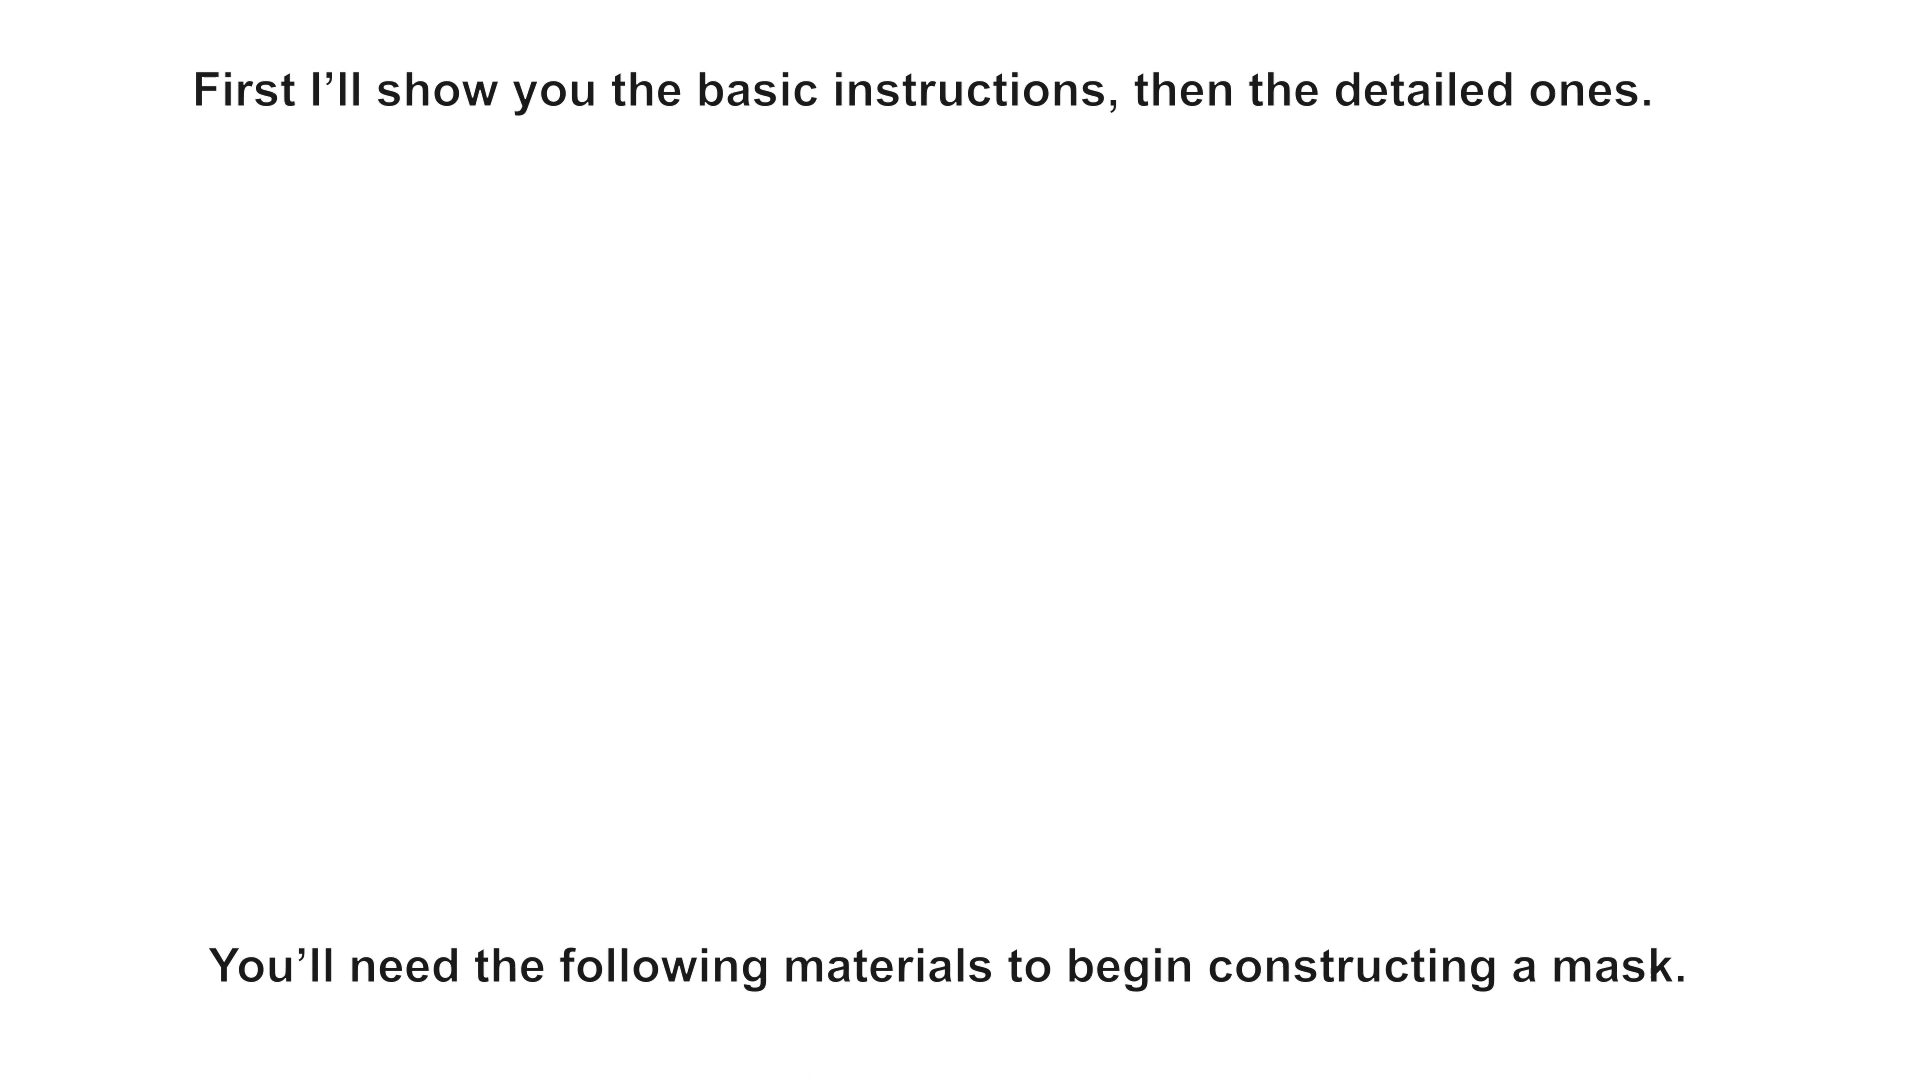 First I’ll show you the basic instructions, then the detailed ones.
You’ll need the following materials to begin constructing a mask.